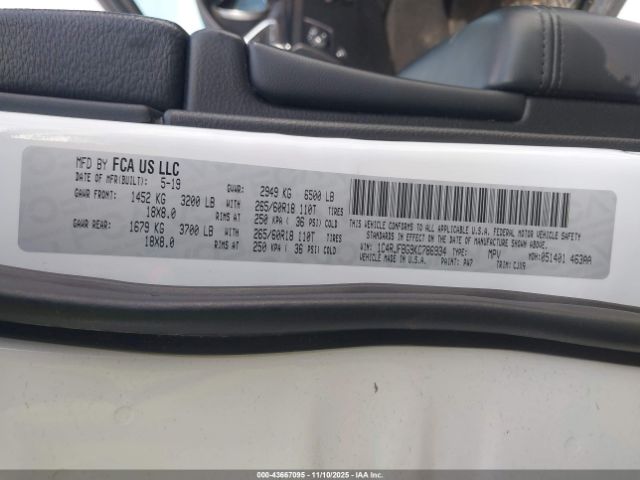 MFD BY FCA US LLC
DATE OF MFR(BUILT): 5-19 GVWR: 2949 KG 6500 LB
GAWR FRONT: 1452 KG 3200 LB WITH 265/60R18 110T TIRES
18X8.0 RIMS AT 250 KPA ( 36 PSI) COLD
GAWR REAR: 1679 KG 3700 LB WITH 265/60R18 110T TIRES
18X8.0 RIMS AT 250 KPA ( 36 PSI) COLD
THIS VEHICLE CONFORMS TO ALL APPLICABLE U.S.A. FEDERAL MOTOR VEHICLE SAFETY
STANDARDS IN EFFECT ON THE DATE OF MANUFACTURE SHOWN ABOVE.
VIN: TYPE: MPV MDH: 051401 463AA
VEHICLE MADE IN U.S.A. PAINT: PW7 TRIM: CJX9
000-43667095 - 11/10/2025 - IAA Corp.